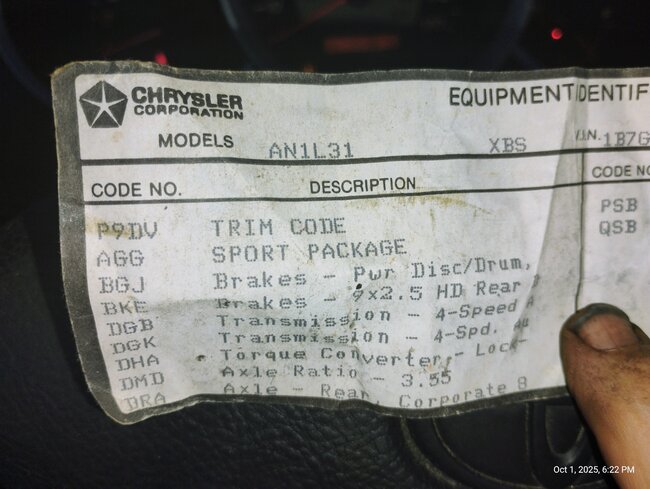 CHRYSLER CORPORATION EQUIPMENT IDENTIF
MODELS AN1L31 XBS V.I.N. 1B7G
CODE NO. DESCRIPTION CODE NO
P9DV TRIM CODE PSB
AGG SPORT PACKAGE QSB
BGJ Brakes - Pwr Disc/Drum,
BKE Brakes - 9x2.5 HD Rear D
DGB Transmission - 4-Speed A
DGK Transmission - 4-Spd. Au
DHA Torque Converter - Lock-
DMD Axle Ratio - 3.55
DRA Axle - Rear Corporate 8
Oct 1, 2025, 6:22 PM